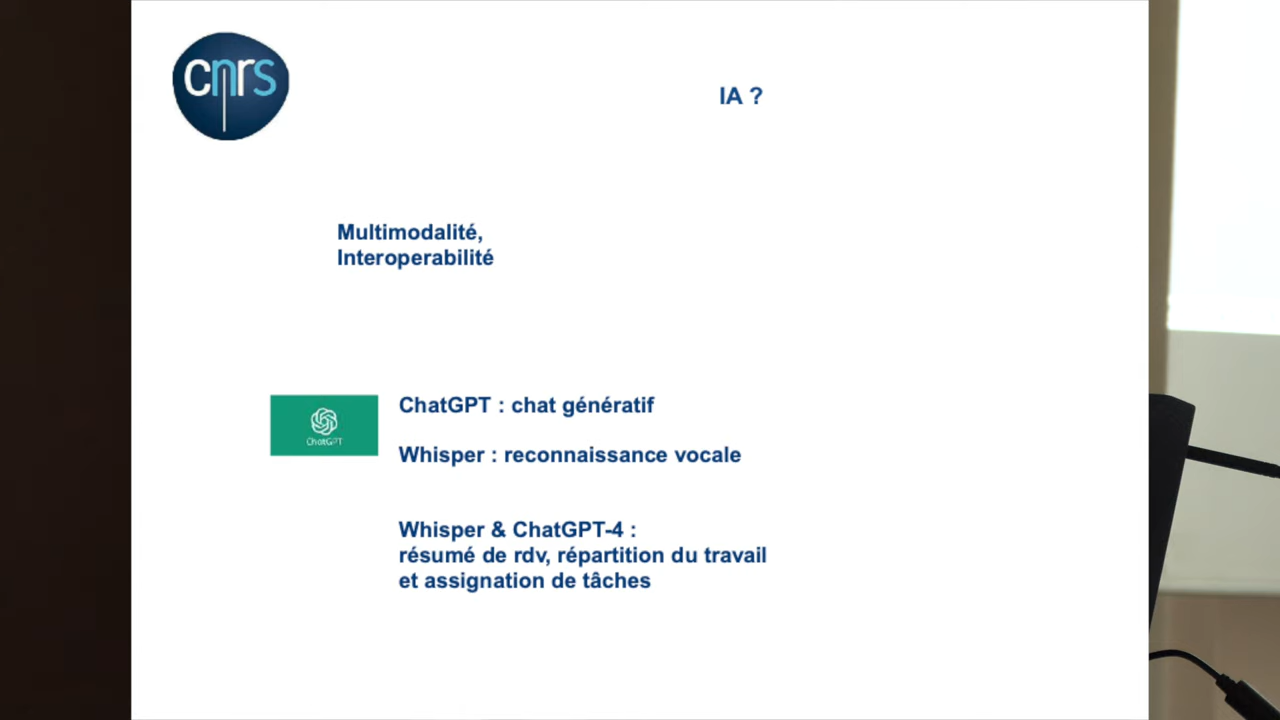 cnrs
IA ?
Multimodalité,
Interoperabilité
ChatGPT
ChatGPT : chat génératif
Whisper : reconnaissance vocale
Whisper & ChatGPT-4 :
résumé de rdv, répartition du travail
et assignation de tâches